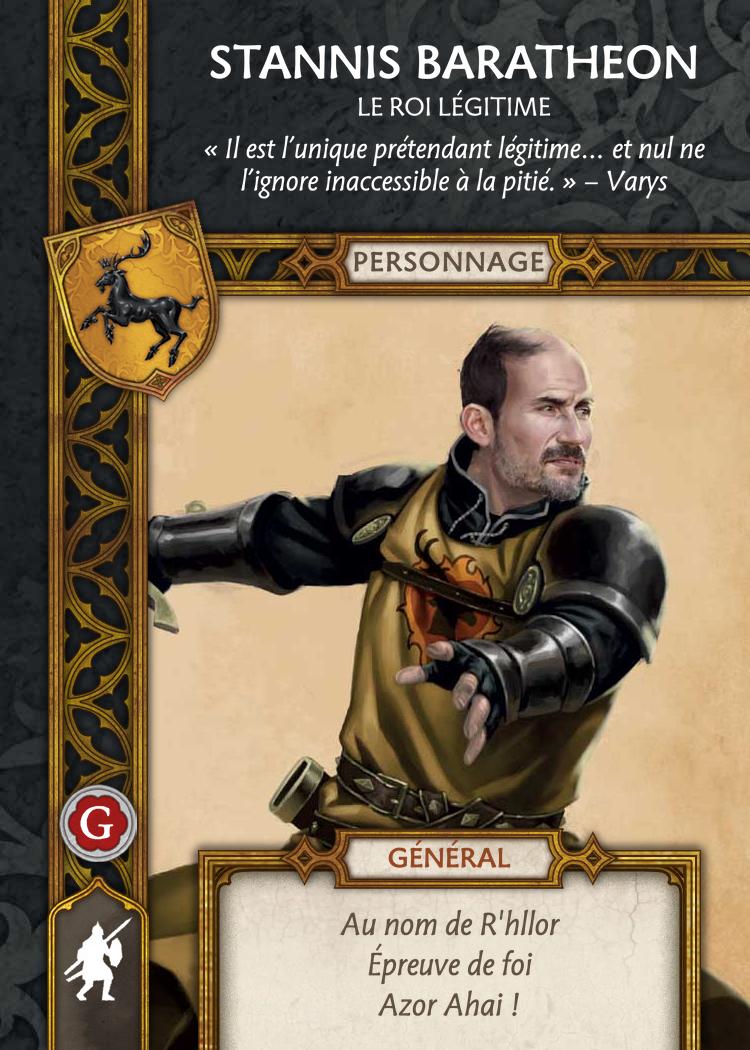 STANNIS BARATHEON
LE ROI LÉGITIME
« Il est l'unique prétendant légitime... et nul ne
l'ignore inaccessible à la pitié. » – Varys
PERSONNAGE
G
GÉNÉRAL
Au nom de R'hllor
Épreuve de foi
Azor Ahai !